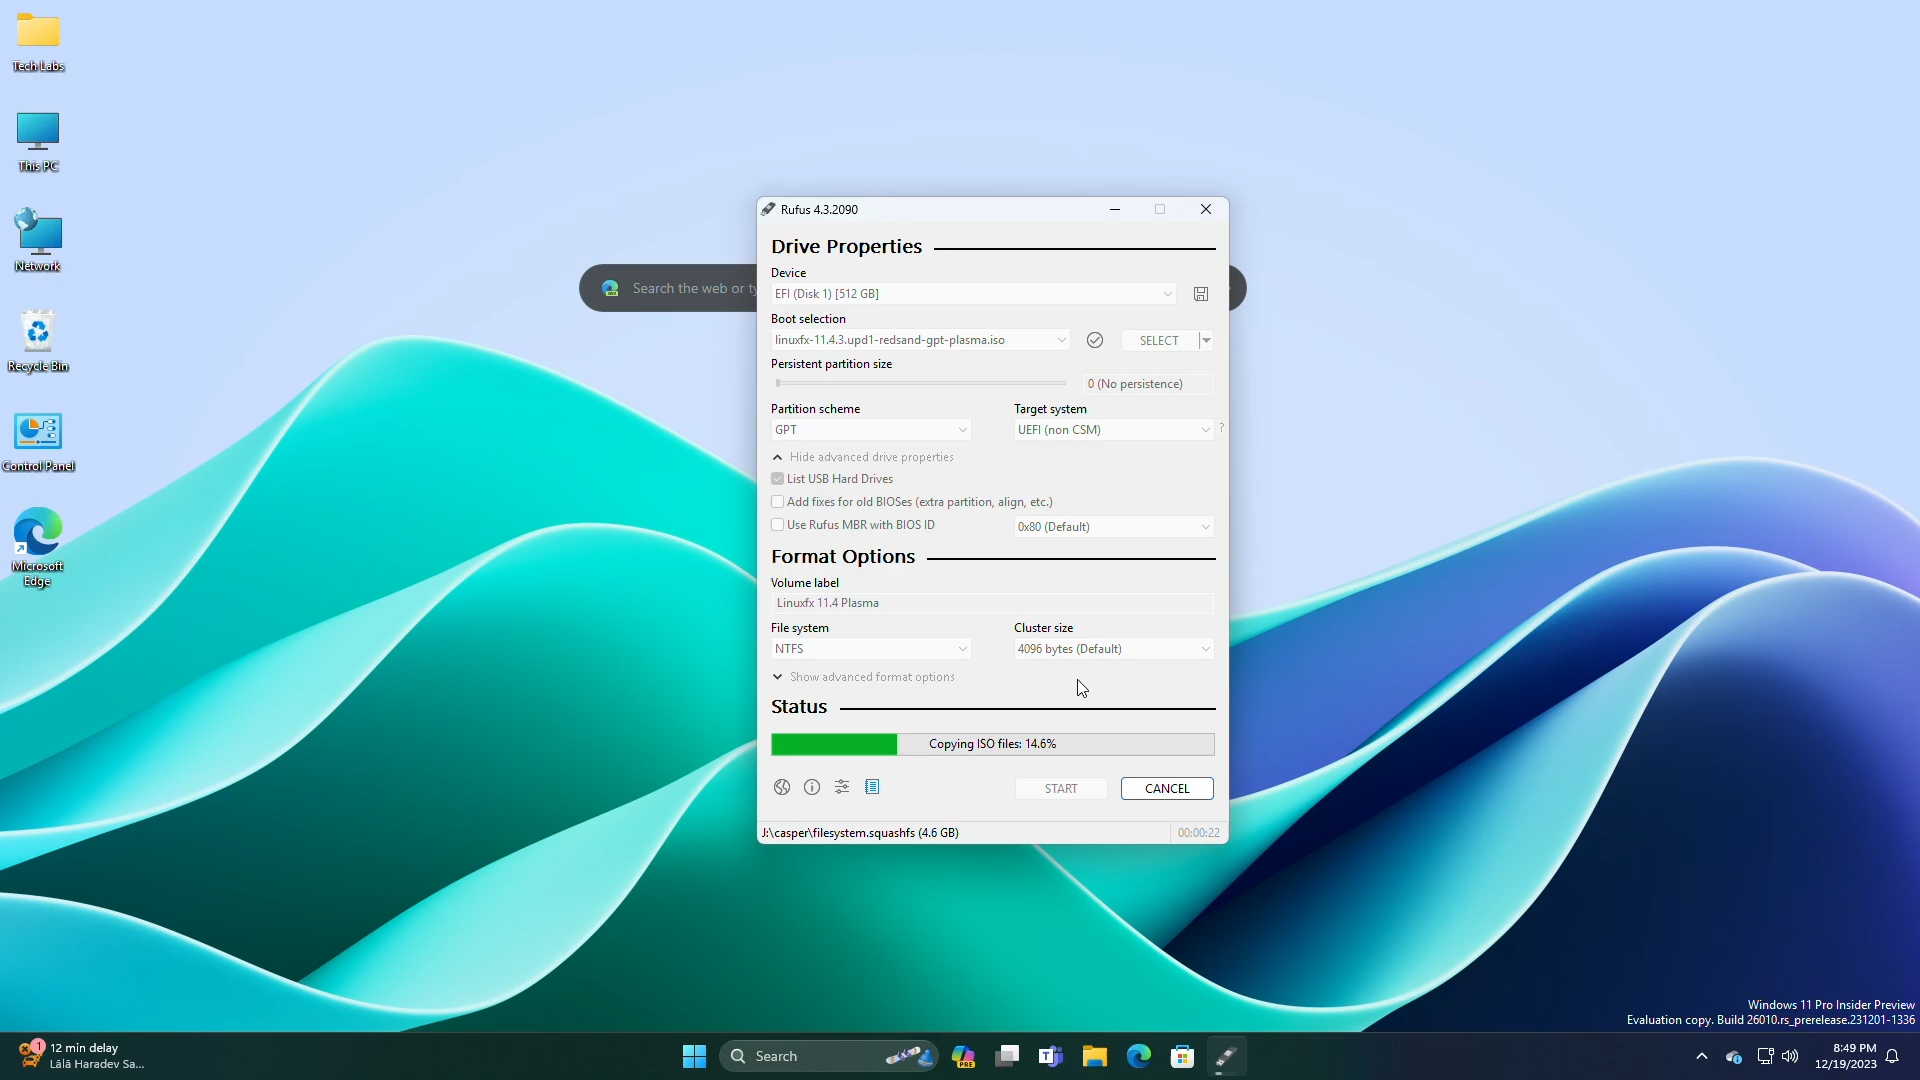 Tech Labs
This PC
Network
Recycle Bin
Control Panel
Microsoft
Edge
Search the web or ty
Rufus 4.3.2090
Drive Properties
Device
EFI (Disk 1) [512 GB]
Boot selection
linuxfx-11.4.3.upd1-redsand-gpt-plasma.iso
SELECT
Persistent partition size
0 (No persistence)
Partition scheme
Target system
GPT
UEFI (non CSM)
?
Hide advanced drive properties
List USB Hard Drives
Add fixes for old BIOSes (extra partition, align, etc.)
Use Rufus MBR with BIOS ID
0x80 (Default)
Format Options
Volume label
Linuxfx 11.4 Plasma
File system
Cluster size
NTFS
4096 bytes (Default)
Show advanced format options
Status
Copying ISO files: 14.6%
START
CANCEL
J:\casper\filesystem.squashfs (4.6 GB)
00:00:22
Windows 11 Pro Insider Preview
Evaluation copy. Build 26010.rs_prerelease.231201-1336
1
12 min delay
Lālā Haradev Sa...
Search
PRE
8:49 PM
12/19/2023